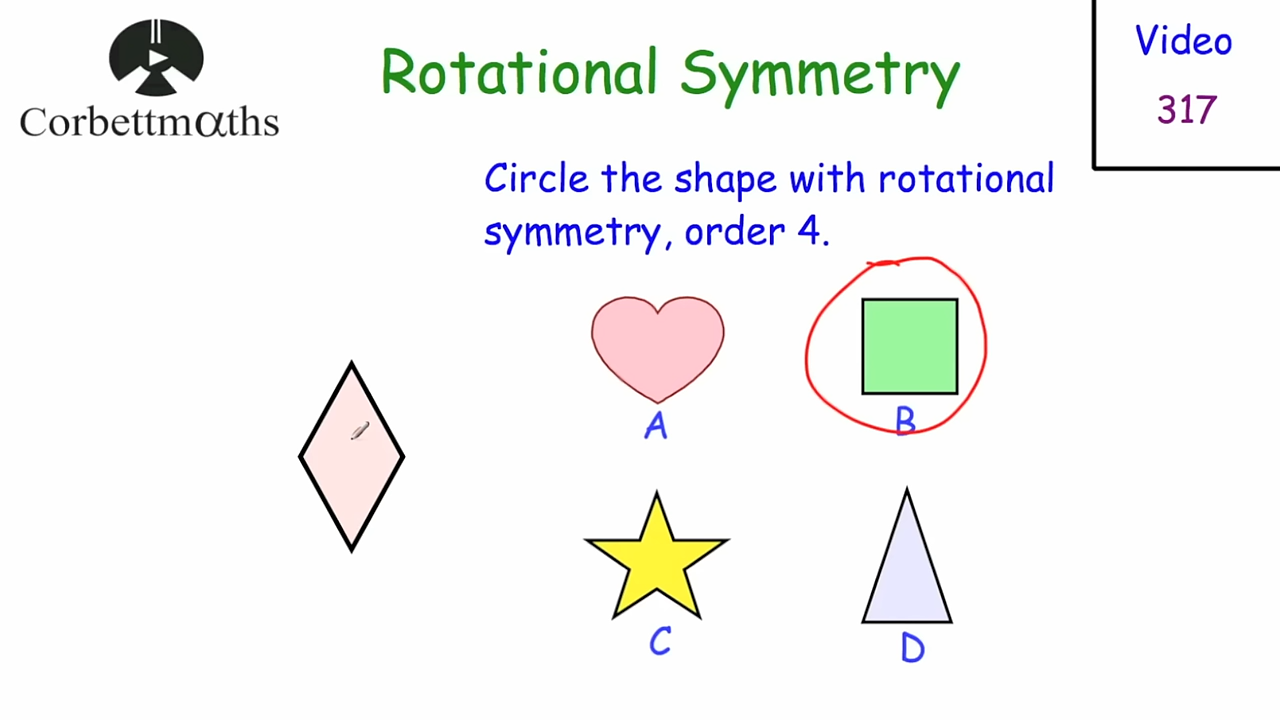 Corbettmαths
Rotational Symmetry
Video
317
Circle the shape with rotational
symmetry, order 4.
A
B
C
D